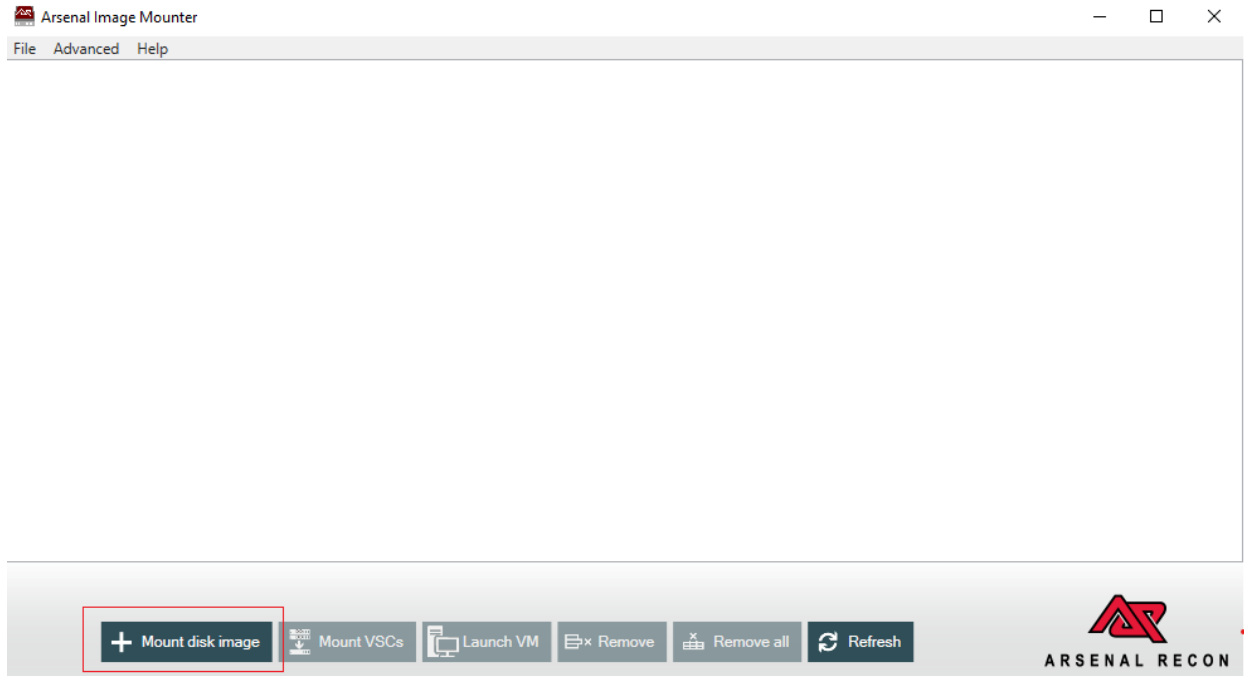 Arsenal Image Mounter
File Advanced Help
Mount disk image Mount VSCs Launch VM Remove Remove all Refresh
ARSENAL RECON